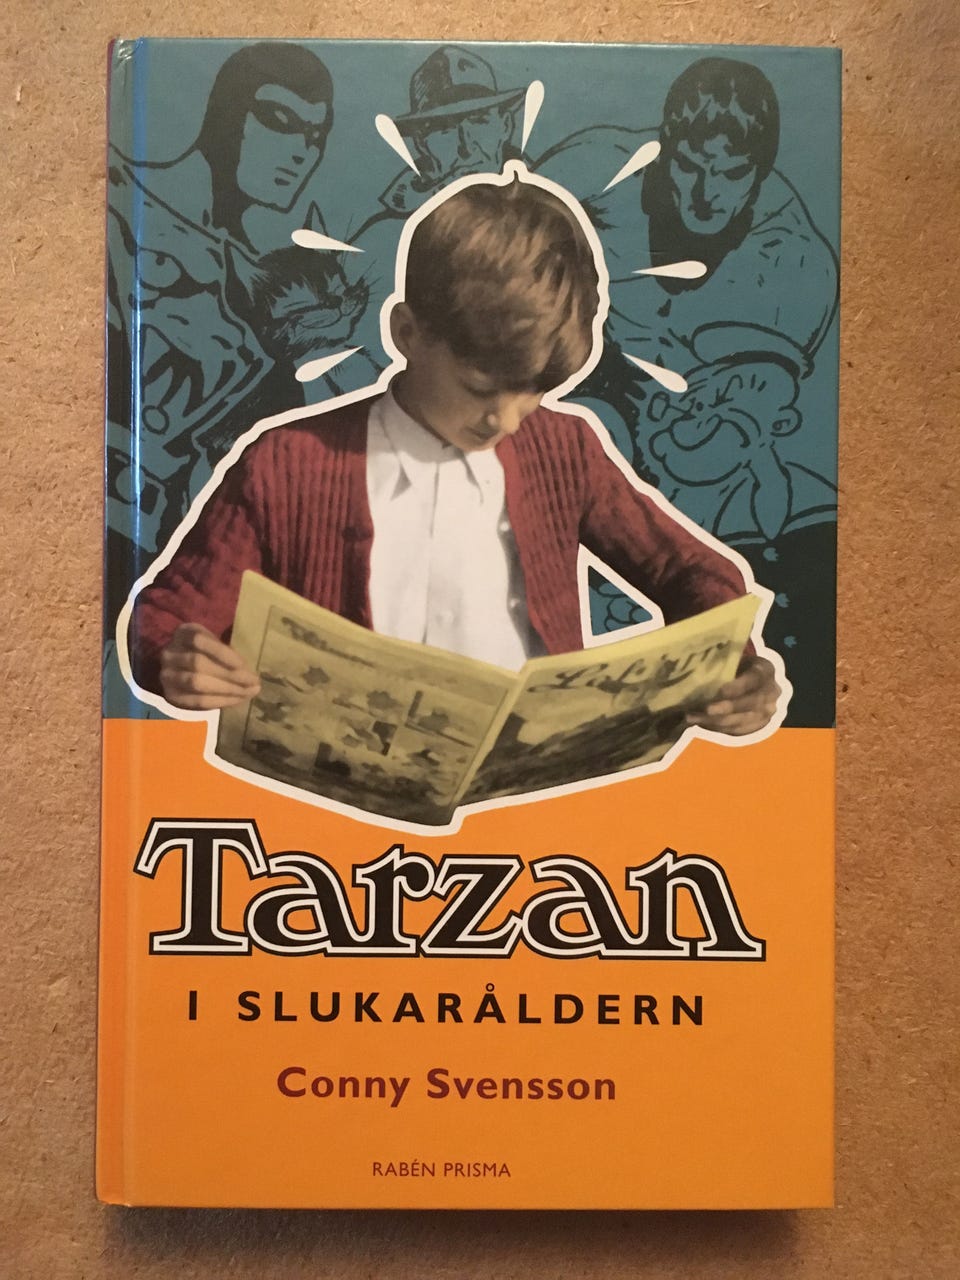 Tarzan
I SLUKARÅLDERN
Conny Svensson
RABÉN PRISMA